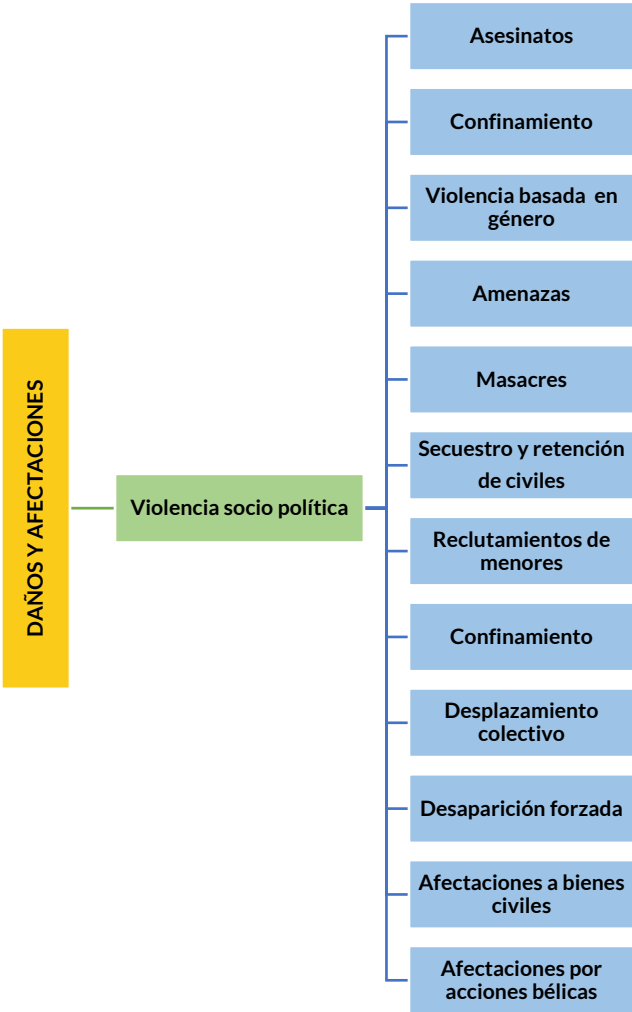 DAÑOS Y AFECTACIONES
Violencia socio política
Asesinatos
Confinamiento
Violencia basada en
género
Amenazas
Masacres
Secuestro y retención
de civiles
Reclutamientos de
menores
Confinamiento
Desplazamiento
colectivo
Desaparición forzada
Afectaciones a bienes
civiles
Afectaciones por
acciones bélicas